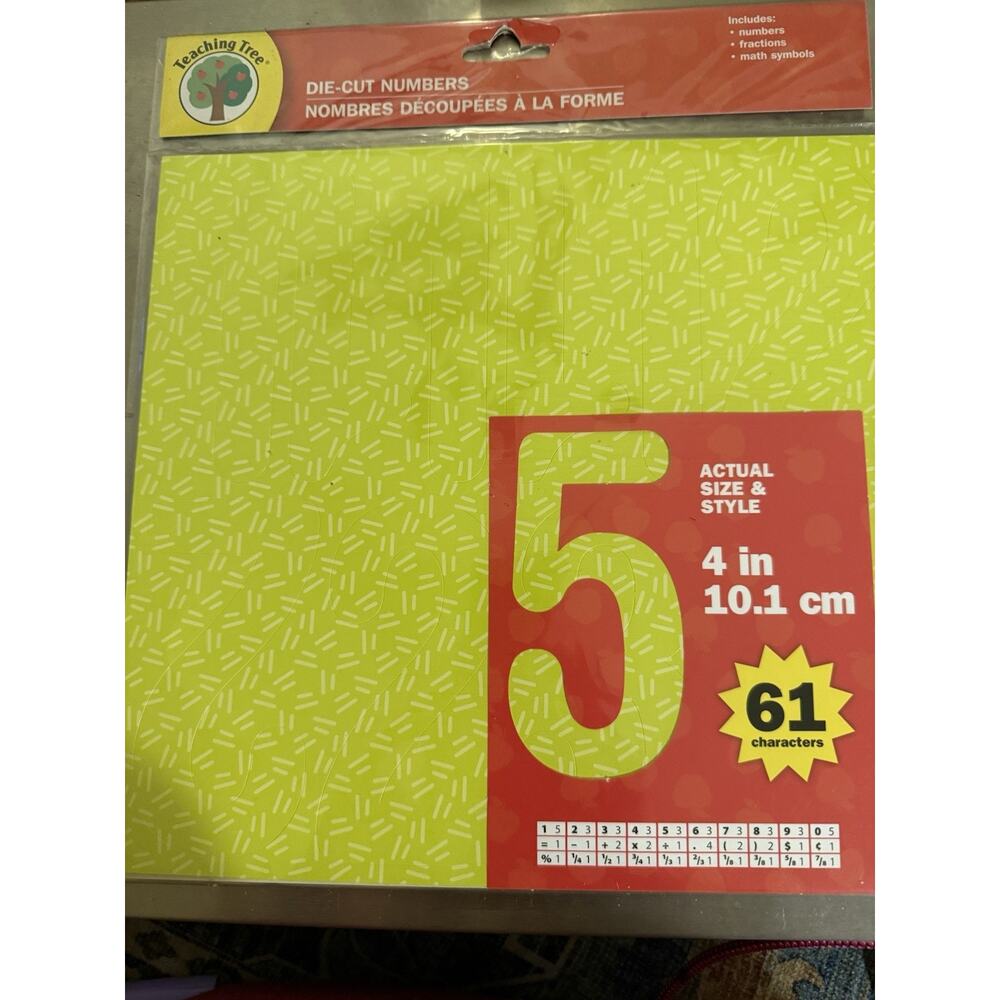 Teaching Tree®
DIE-CUT NUMBERS
NOMBRES DÉCOUPÉES À LA FORME
Includes:
• numbers
• fractions
• math symbols
5
ACTUAL
SIZE &
STYLE
4 in
10.1 cm
61
characters
1 5 2 3 3 3 4 3 5 3 6 3 7 3 8 3 9 3 0 5
= 1 - 1 + 2 x 2 ÷ 1 . 4 ( 2 ) 2 $ 1 ¢ 1
% 1 1/4 1 1/2 1 3/4 1 1/3 1 2/3 1 1/8 1 3/8 1 5/8 1 7/8 1